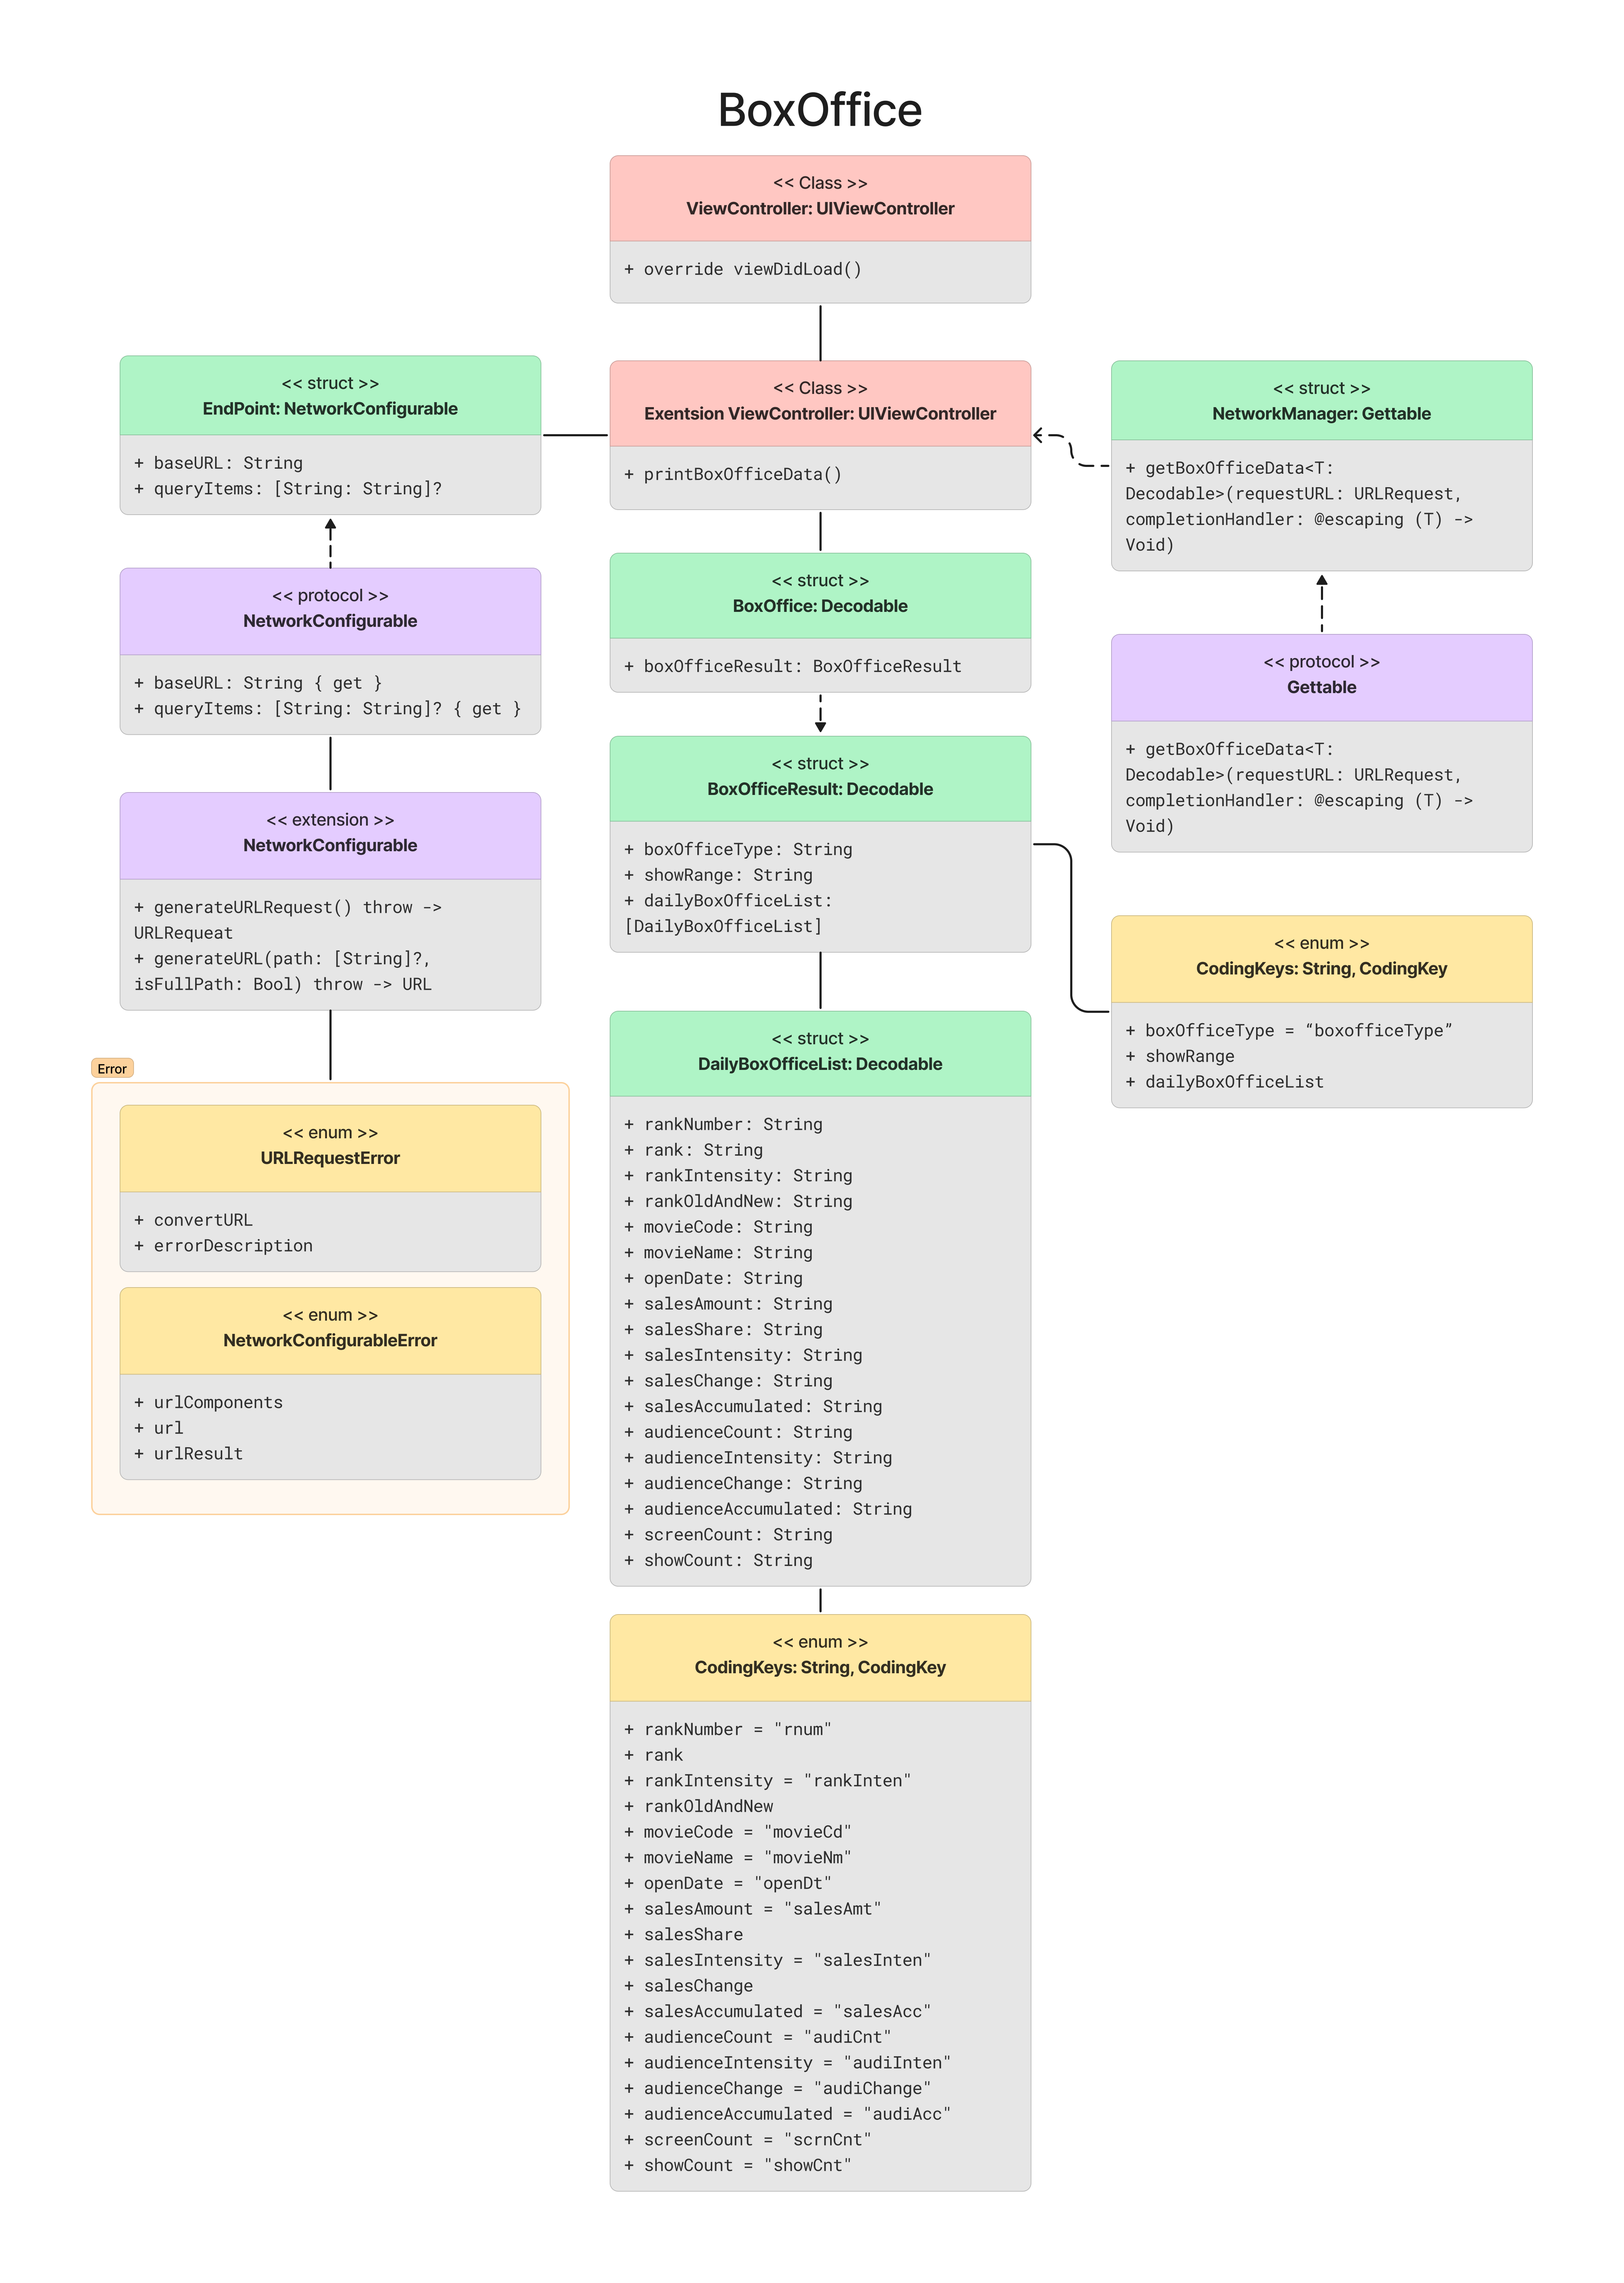 BoxOffice
<< Class >>
ViewController: UIViewController
+ override viewDidLoad()
<< struct >>
EndPoint: NetworkConfigurable
+ baseURL: String
+ queryItems: [String: String]?
<< Class >>
Exentsion ViewController: UIViewController
+ printBoxOfficeData()
<< struct >>
NetworkManager: Gettable
+ getBoxOfficeData<T:
Decodable>(requestURL: URLRequest,
completionHandler: @escaping (T) ->
Void)
<< protocol >>
NetworkConfigurable
+ baseURL: String { get }
+ queryItems: [String: String]? { get }
<< struct >>
BoxOffice: Decodable
+ boxOfficeResult: BoxOfficeResult
<< protocol >>
Gettable
+ getBoxOfficeData<T:
Decodable>(requestURL: URLRequest,
completionHandler: @escaping (T) ->
Void)
<< extension >>
NetworkConfigurable
+ generateURLRequest() throw ->
URLRequeat
+ generateURL(path: [String]?,
isFullPath: Bool) throw -> URL
<< struct >>
BoxOfficeResult: Decodable
+ boxOfficeType: String
+ showRange: String
+ dailyBoxOfficeList:
[DailyBoxOfficeList]
<< enum >>
CodingKeys: String, CodingKey
+ boxOfficeType = “boxofficeType”
+ showRange
+ dailyBoxOfficeList
Error
<< enum >>
URLRequestError
+ convertURL
+ errorDescription
<< enum >>
NetworkConfigurableError
+ urlComponents
+ url
+ urlResult
<< struct >>
DailyBoxOfficeList: Decodable
+ rankNumber: String
+ rank: String
+ rankIntensity: String
+ rankOldAndNew: String
+ movieCode: String
+ movieName: String
+ openDate: String
+ salesAmount: String
+ salesShare: String
+ salesIntensity: String
+ salesChange: String
+ salesAccumulated: String
+ audienceCount: String
+ audienceIntensity: String
+ audienceChange: String
+ audienceAccumulated: String
+ screenCount: String
+ showCount: String
<< enum >>
CodingKeys: String, CodingKey
+ rankNumber = "rnum"
+ rank
+ rankIntensity = "rankInten"
+ rankOldAndNew
+ movieCode = "movieCd"
+ movieName = "movieNm"
+ openDate = "openDt"
+ salesAmount = "salesAmt"
+ salesShare
+ salesIntensity = "salesInten"
+ salesChange
+ salesAccumulated = "salesAcc"
+ audienceCount = "audiCnt"
+ audienceIntensity = "audiInten"
+ audienceChange = "audiChange"
+ audienceAccumulated = "audiAcc"
+ screenCount = "scrnCnt"
+ showCount = "showCnt"